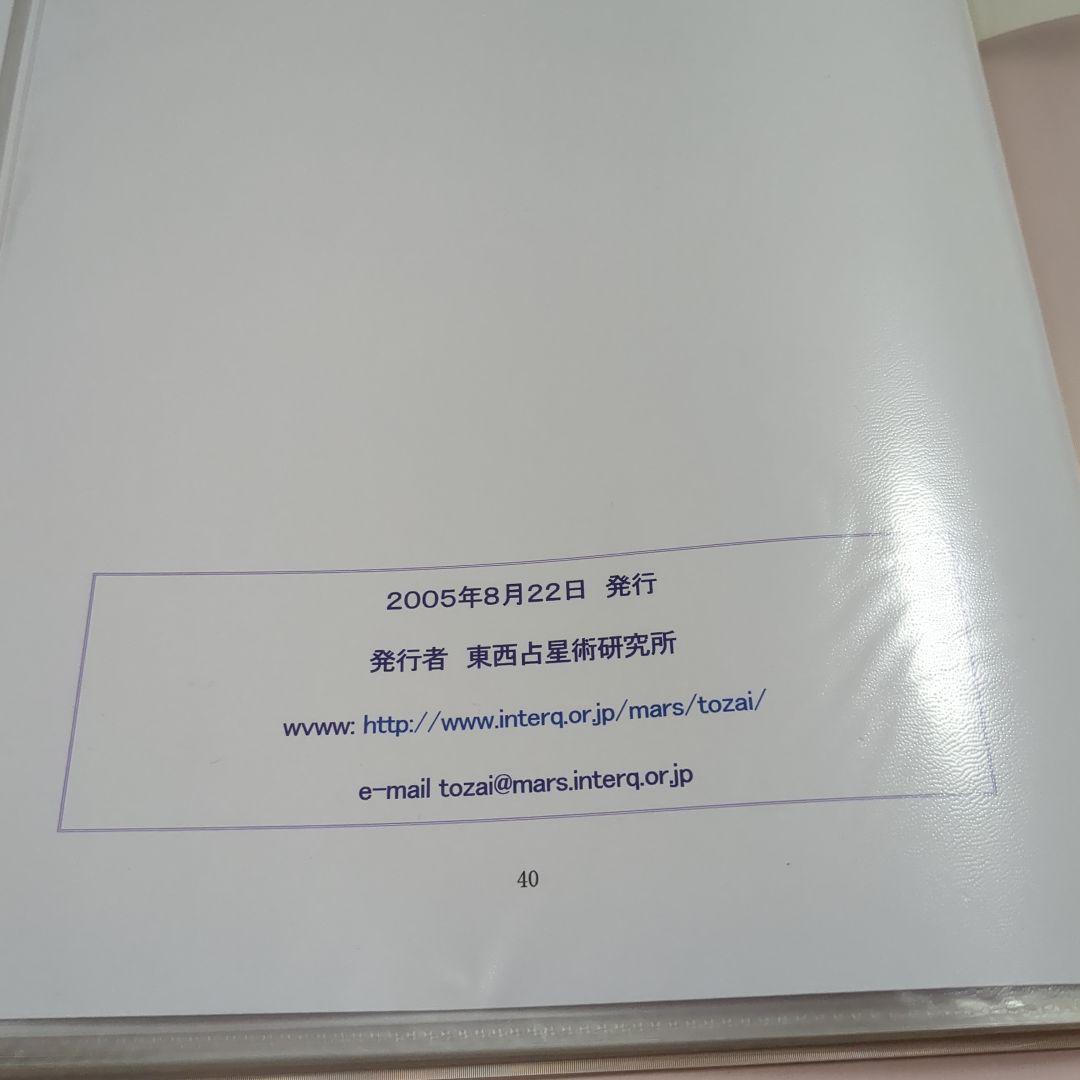 2005年8月22日 発行
発行者 東西占星術研究所
www: http://www.interq.or.jp/mars/tozai/
e-mail tozai@mars.interq.or.jp
40